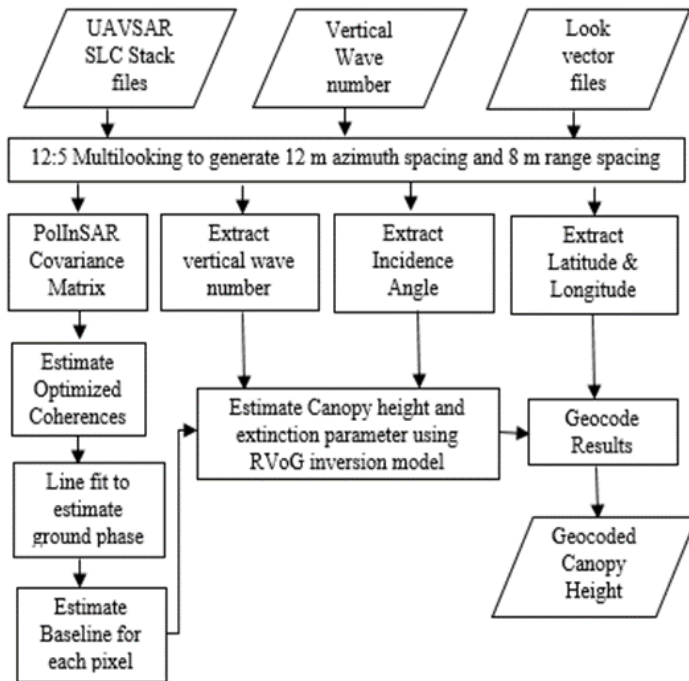 UAVSAR
SLC Stack
files
Vertical
Wave
number
Look
vector
files
12:5 Multilooking to generate 12 m azimuth spacing and 8 m range spacing
PolInSAR
Covariance
Matrix
Extract
vertical wave
number
Extract
Incidence
Angle
Extract
Latitude &
Longitude
Estimate
Optimized
Coherences
Estimate Canopy height and
extinction parameter using
RVoG inversion model
Geocode
Results
Line fit to
estimate
ground phase
Geocoded
Canopy
Height
Estimate
Baseline for
each pixel